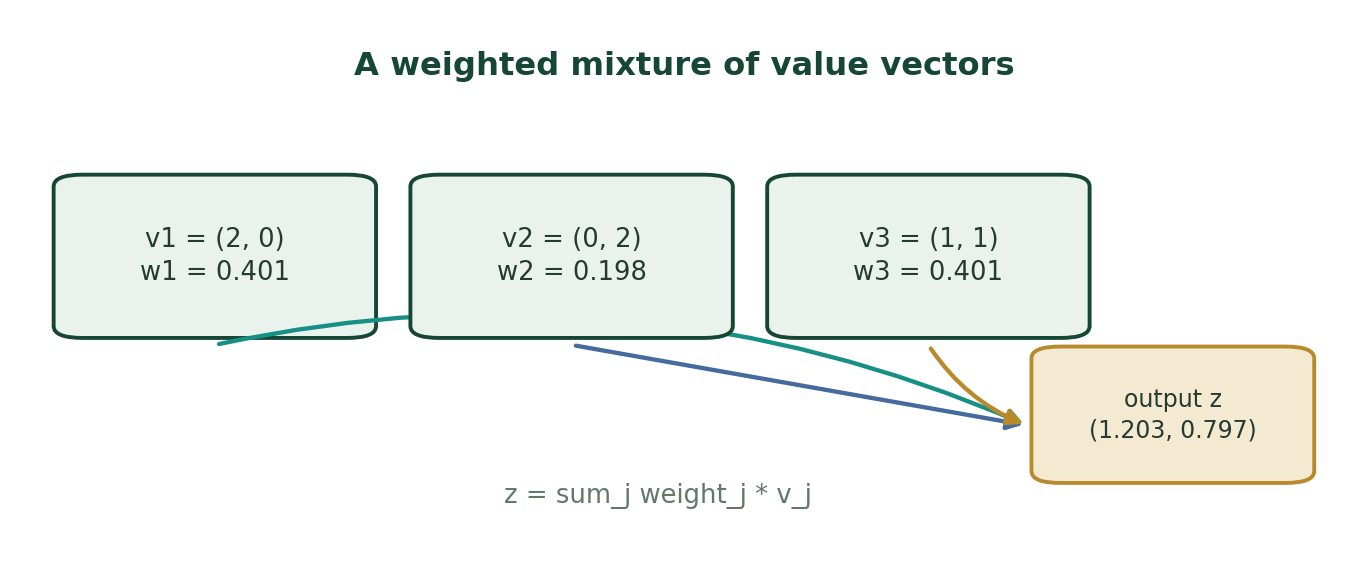 A weighted mixture of value vectors
v1 = (2, 0)
w1 = 0.401
v2 = (0, 2)
w2 = 0.198
v3 = (1, 1)
w3 = 0.401
output z
(1.203, 0.797)
z = sum_j weight_j * v_j